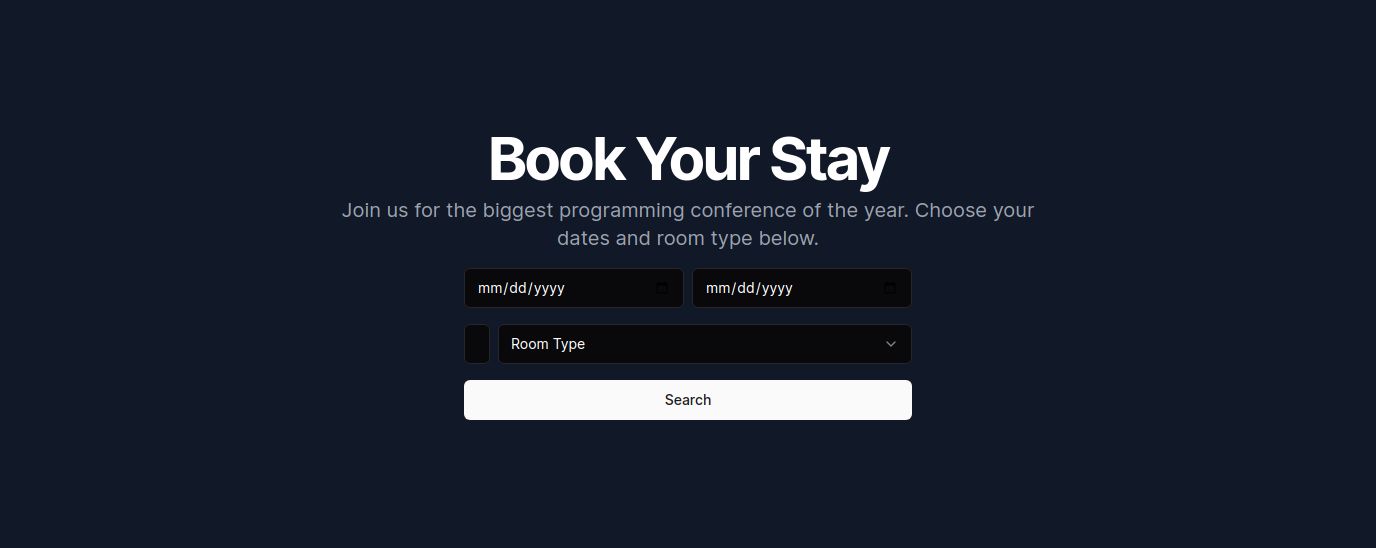 Book Your Stay
Join us for the biggest programming conference of the year. Choose your
dates and room type below.
mm/dd/yyyy mm/dd/yyyy
Room Type
Search